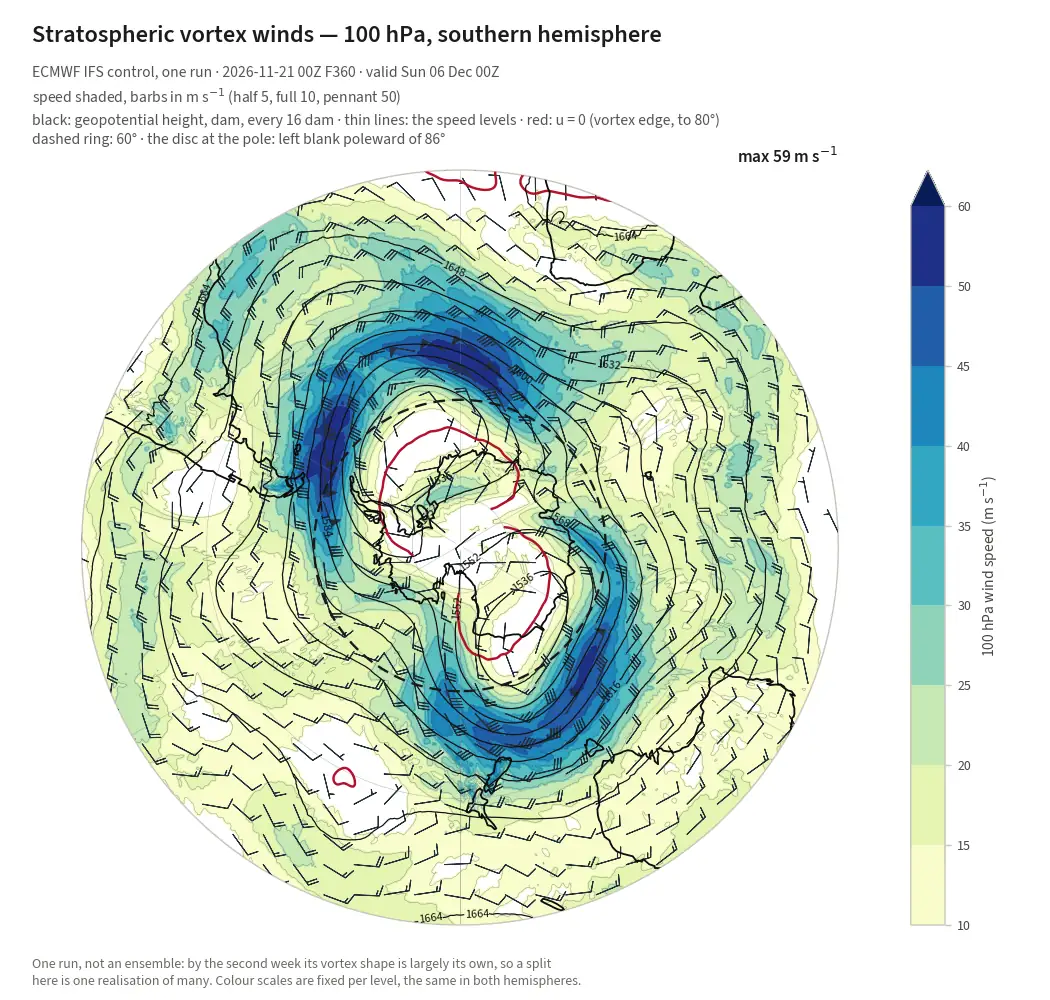 Stratospheric vortex winds — 100 hPa, southern hemisphere
ECMWF IFS control, one run · 2026-11-21 00Z F360 · valid Sun 06 Dec 00Z
speed shaded, barbs in m s⁻¹ (half 5, full 10, pennant 50)
black: geopotential height, dam, every 16 dam · thin lines: the speed levels · red: u = 0 (vortex edge, to 80°)
dashed ring: 60° · the disc at the pole: left blank poleward of 86°
max 59 m s⁻¹
1664
1648
1664
1632
1600
1536
1584
1568
1552
1536
1552
1616
1664
1664
60
50
45
40
35
30
25
20
15
10
100 hPa wind speed (m s⁻¹)
One run, not an ensemble: by the second week its vortex shape is largely its own, so a split
here is one realisation of many. Colour scales are fixed per level, the same in both hemispheres.